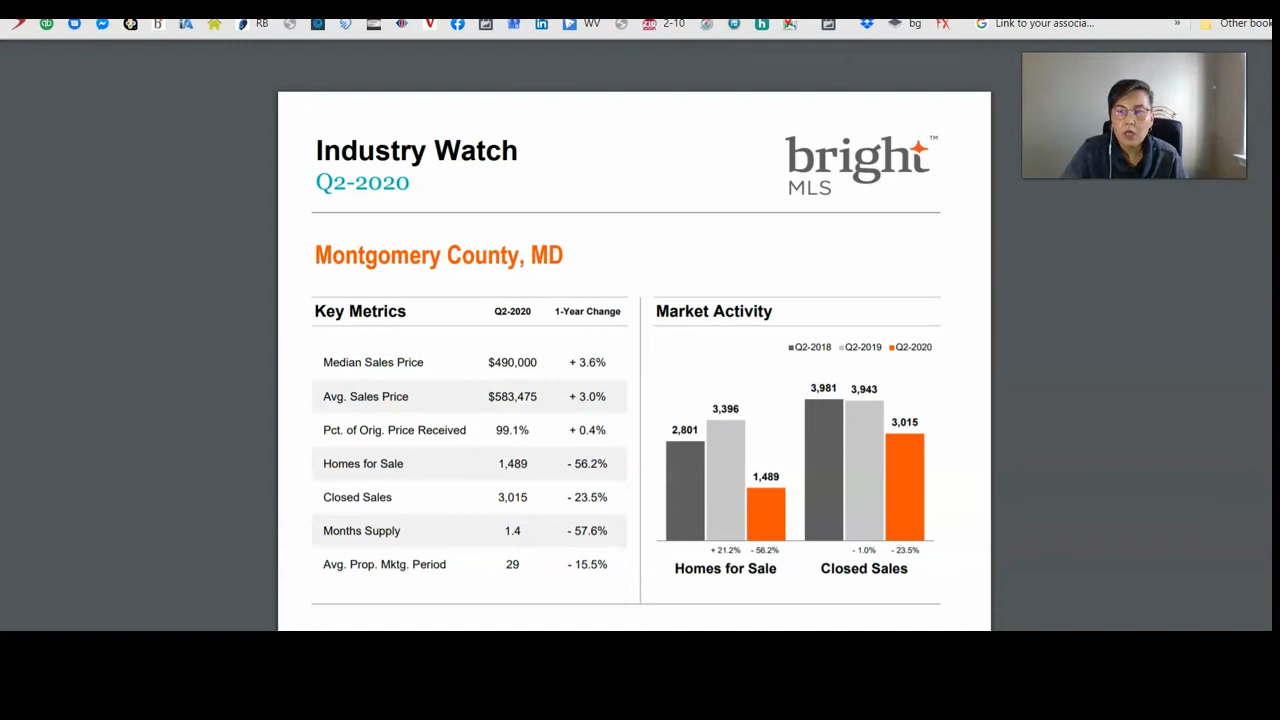 RB
WV
2-10
bg
FX
Link to your associa...
»
Other book
Industry Watch
Q2-2020
bright™
MLS
Montgomery County, MD
Key Metrics Q2-2020 1-Year Change
Median Sales Price $490,000 + 3.6%
Avg. Sales Price $583,475 + 3.0%
Pct. of Orig. Price Received 99.1% + 0.4%
Homes for Sale 1,489 - 56.2%
Closed Sales 3,015 - 23.5%
Months Supply 1.4 - 57.6%
Avg. Prop. Mktg. Period 29 - 15.5%
Market Activity
Q2-2018 Q2-2019 Q2-2020
2,801 3,396 1,489 3,981 3,943 3,015
+ 21.2% - 56.2% - 1.0% - 23.5%
Homes for Sale Closed Sales